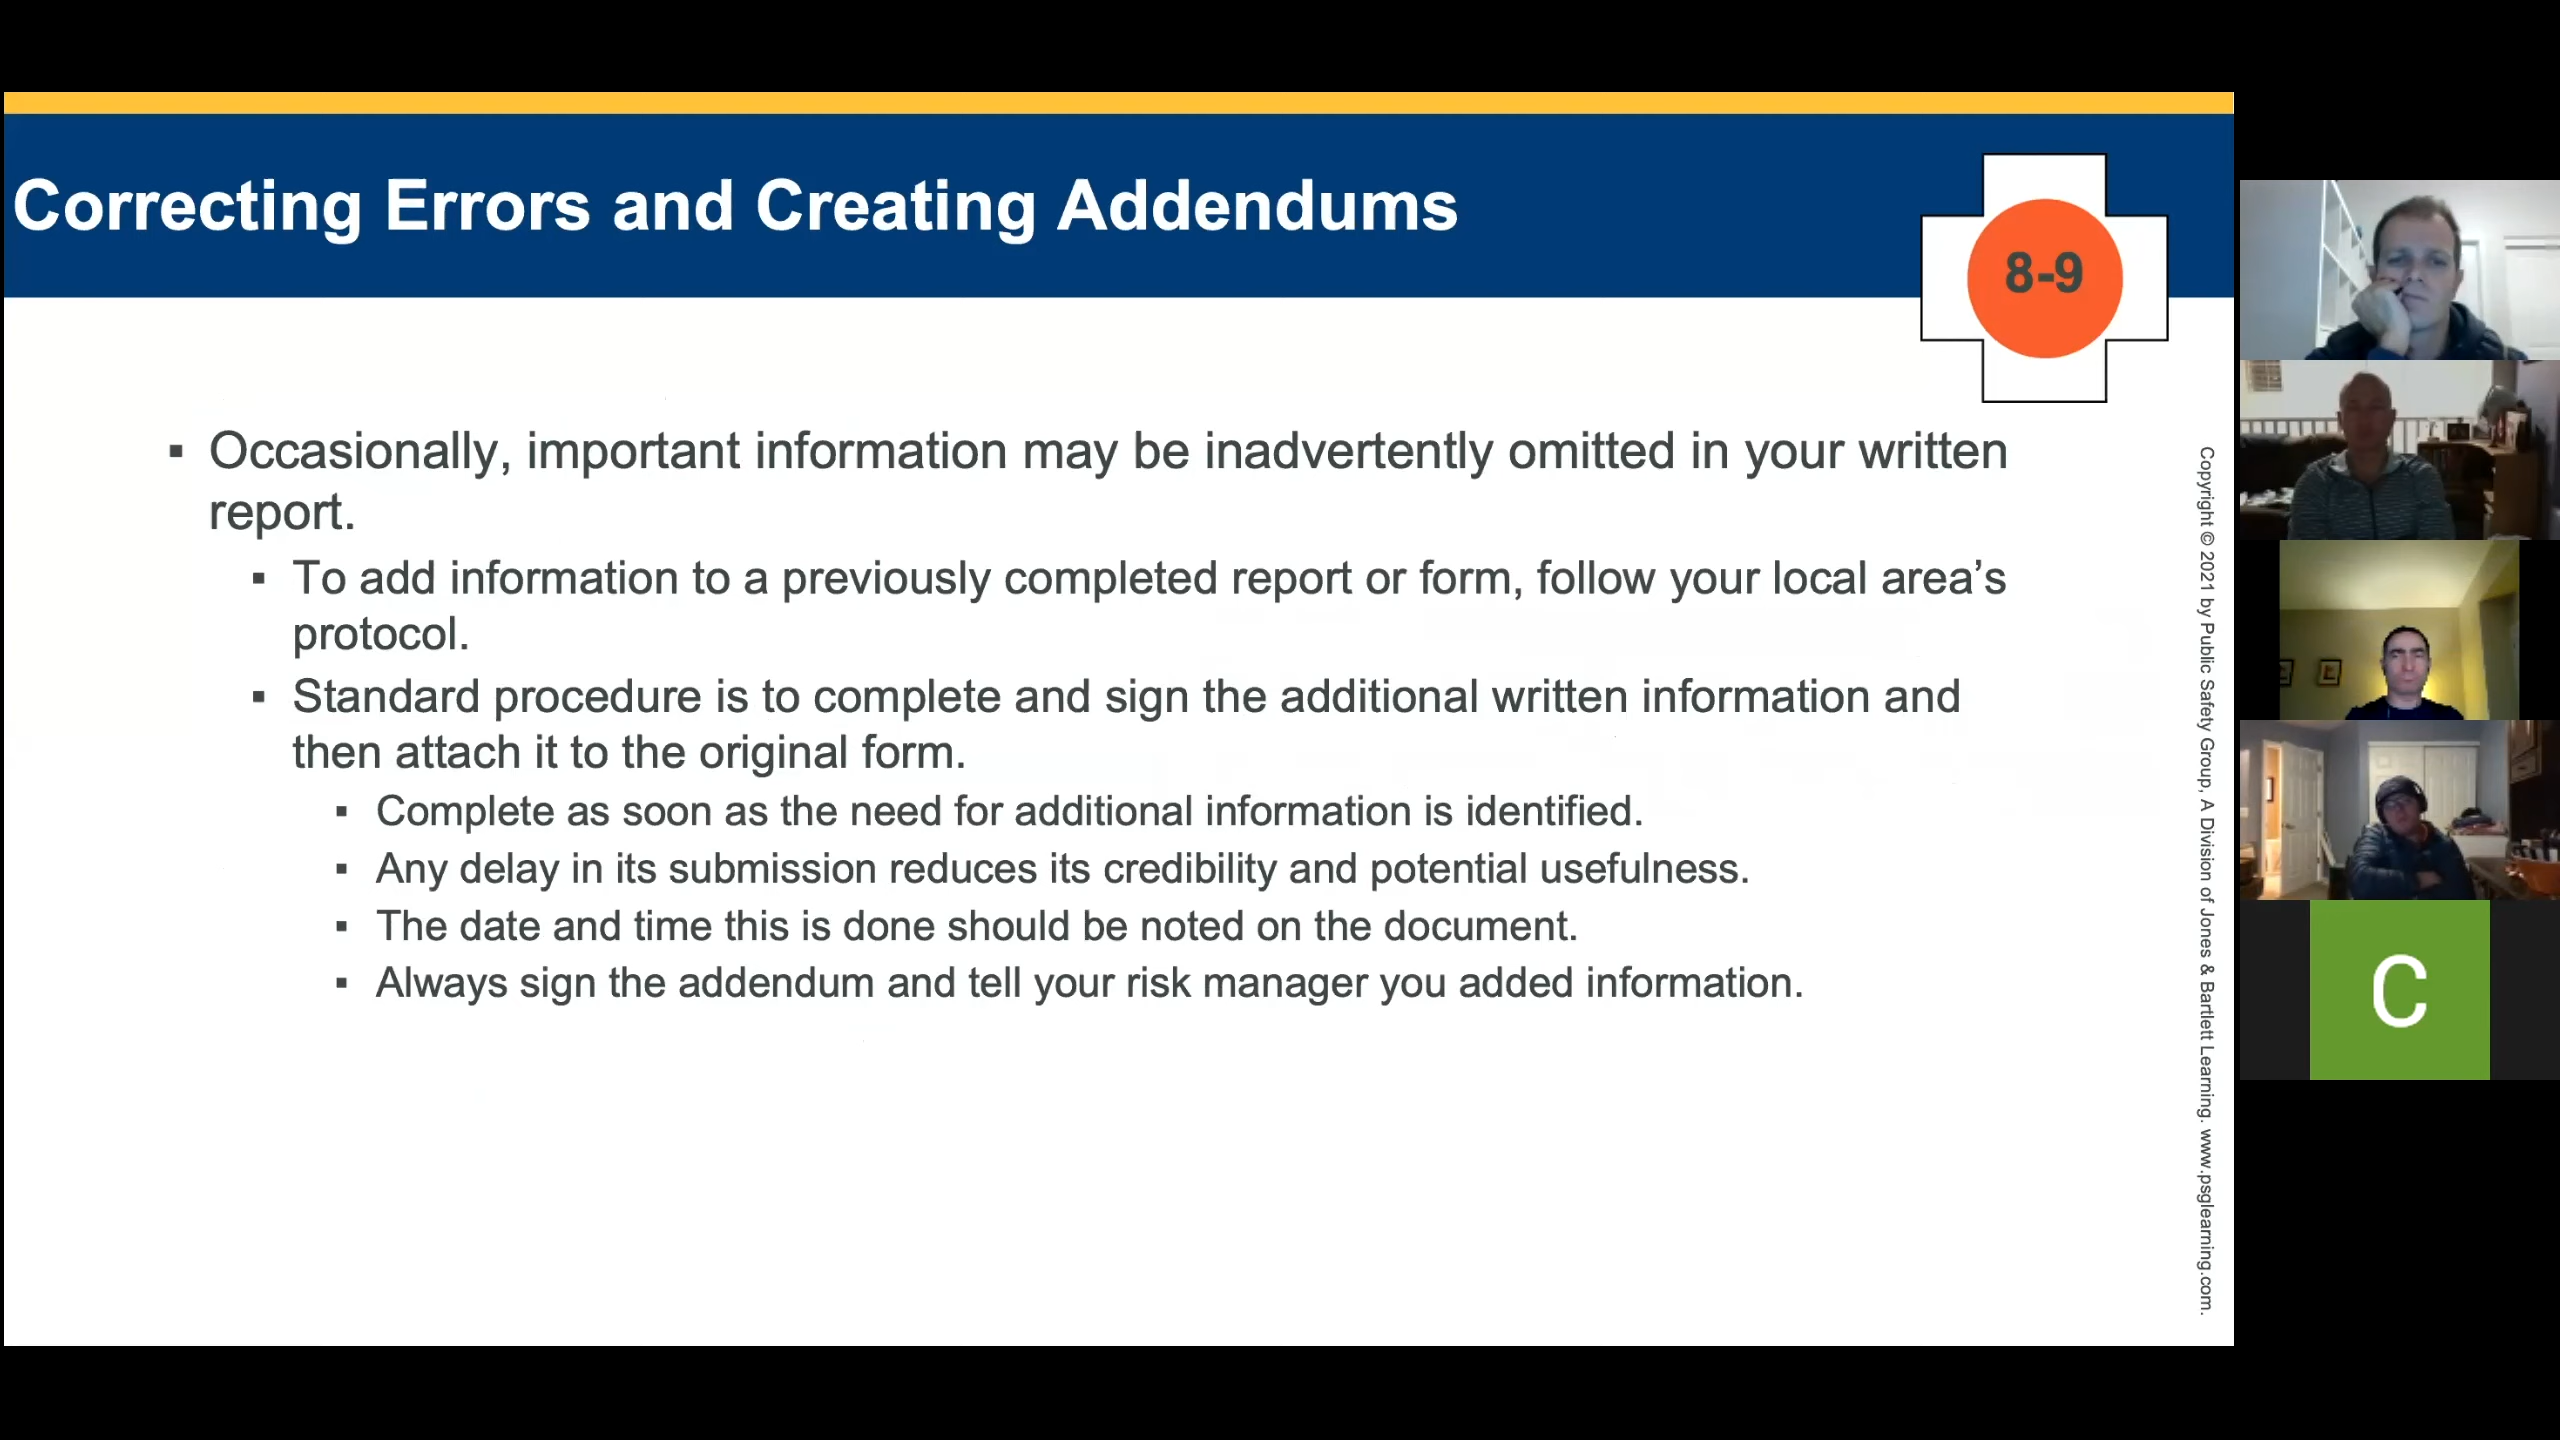 Correcting Errors and Creating Addendums
8-9
▪ Occasionally, important information may be inadvertently omitted in your written
report.
▪ To add information to a previously completed report or form, follow your local area’s
protocol.
▪ Standard procedure is to complete and sign the additional written information and
then attach it to the original form.
▪ Complete as soon as the need for additional information is identified.
▪ Any delay in its submission reduces its credibility and potential usefulness.
▪ The date and time this is done should be noted on the document.
▪ Always sign the addendum and tell your risk manager you added information.
Copyright © 2021 by Public Safety Group, A Division of Jones & Bartlett Learning. www.psglearning.com.
C